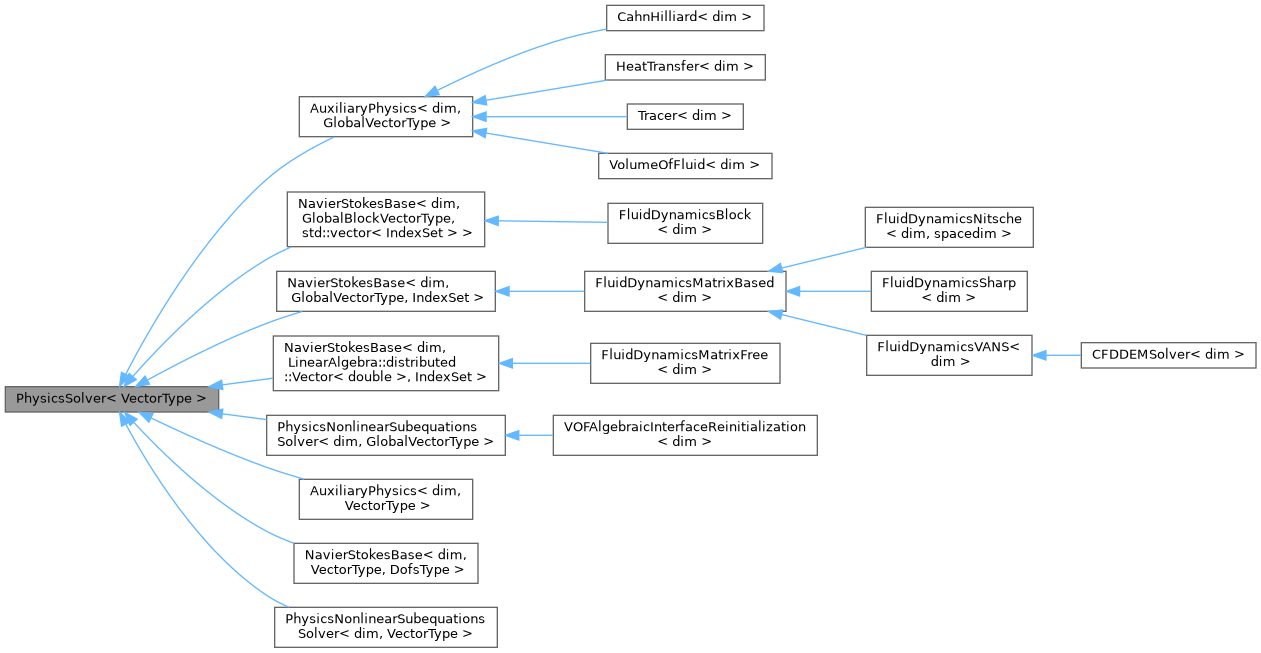 CahnHilliard< dim >
HeatTransfer< dim >
AuxiliaryPhysics< dim,
GlobalVectorType >
Tracer< dim >
VolumeOfFluid< dim >
NavierStokesBase< dim,
GlobalBlockVectorType,
std::vector< IndexSet > >
FluidDynamicsBlock
< dim >
FluidDynamicsNitsche
< dim, spacedim >
NavierStokesBase< dim,
GlobalVectorType, IndexSet >
FluidDynamicsMatrixBased
< dim >
FluidDynamicsSharp
< dim >
NavierStokesBase< dim,
LinearAlgebra::distributed
::Vector< double >, IndexSet >
FluidDynamicsMatrixFree
< dim >
FluidDynamicsVANS<
dim >
CFDDEMSolver< dim >
PhysicsSolver< VectorType >
PhysicsNonlinearSubequations
Solver< dim, GlobalVectorType >
VOFAlgebraicInterfaceReinitialization
< dim >
AuxiliaryPhysics< dim,
VectorType >
NavierStokesBase< dim,
VectorType, DofsType >
PhysicsNonlinearSubequations
Solver< dim, VectorType >